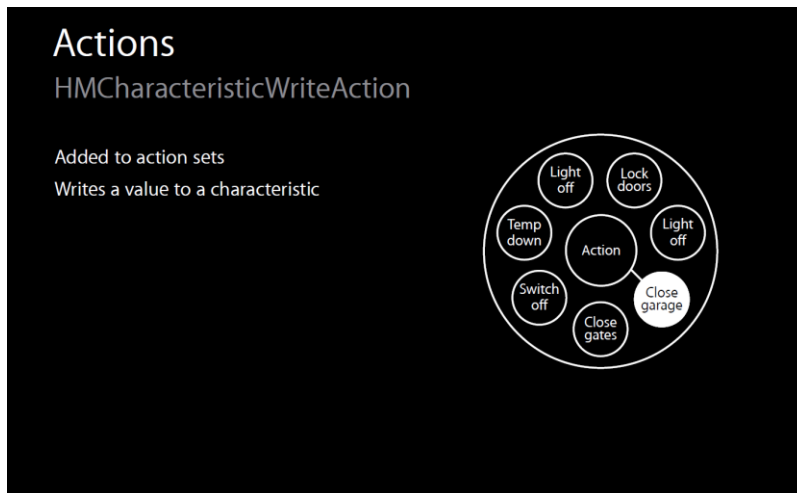 Actions
HMCharacteristicWriteAction
Added to action sets
Writes a value to a characteristic
Light
off
Lock
doors
Temp
down
Action
Light
off
Switch
off
Close
garage
Close
gates